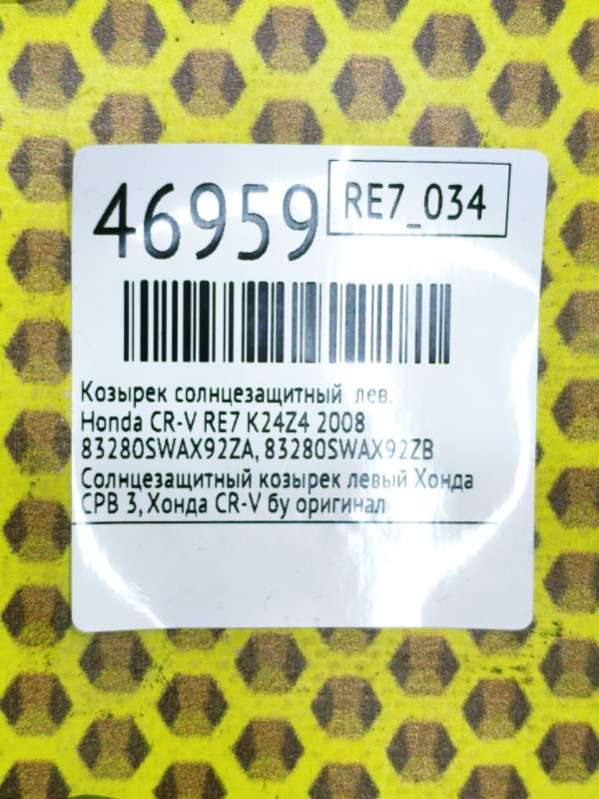 46959
RE7_034
Козырек солнцезащитный лев.
Honda CR-V RE7 K24Z4 2008
83280SWAX92ZA, 83280SWAX92ZB
Солнцезащитный козырек левый Хонда
СРВ 3, Хонда CR-V бу оригинал